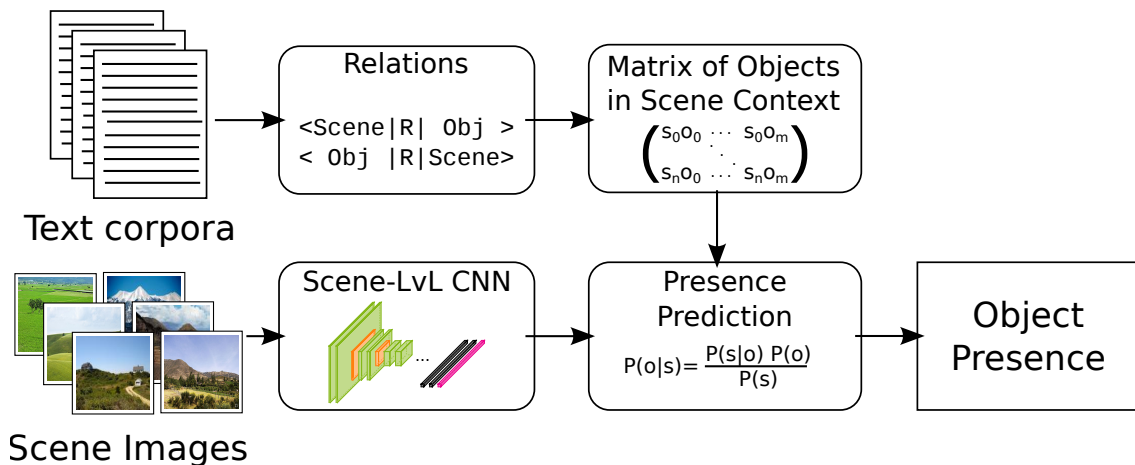 Text corpora
Relations
<Scene|R| Obj >
< Obj |R|Scene>
Matrix of Objects
in Scene Context
s₀o₀ ... s₀oₘ
sₙo₀ ... sₙoₘ
Scene Images
Scene-LvL CNN
...
Presence
Prediction
P(o|s)= P(s|o) P(o)
P(s)
Object
Presence